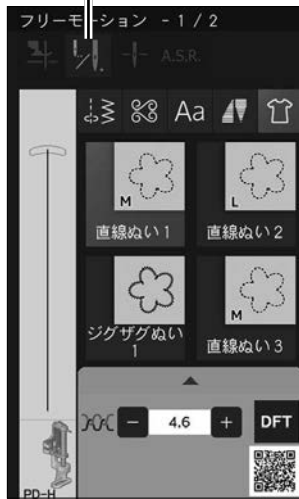 フリーモーション - 1 / 2
A.S.R.
Aa
M
直線ぬい1
L
直線ぬい2
ジグザグぬい
1
M
直線ぬい3
− 4.6 + DFT
PD-H